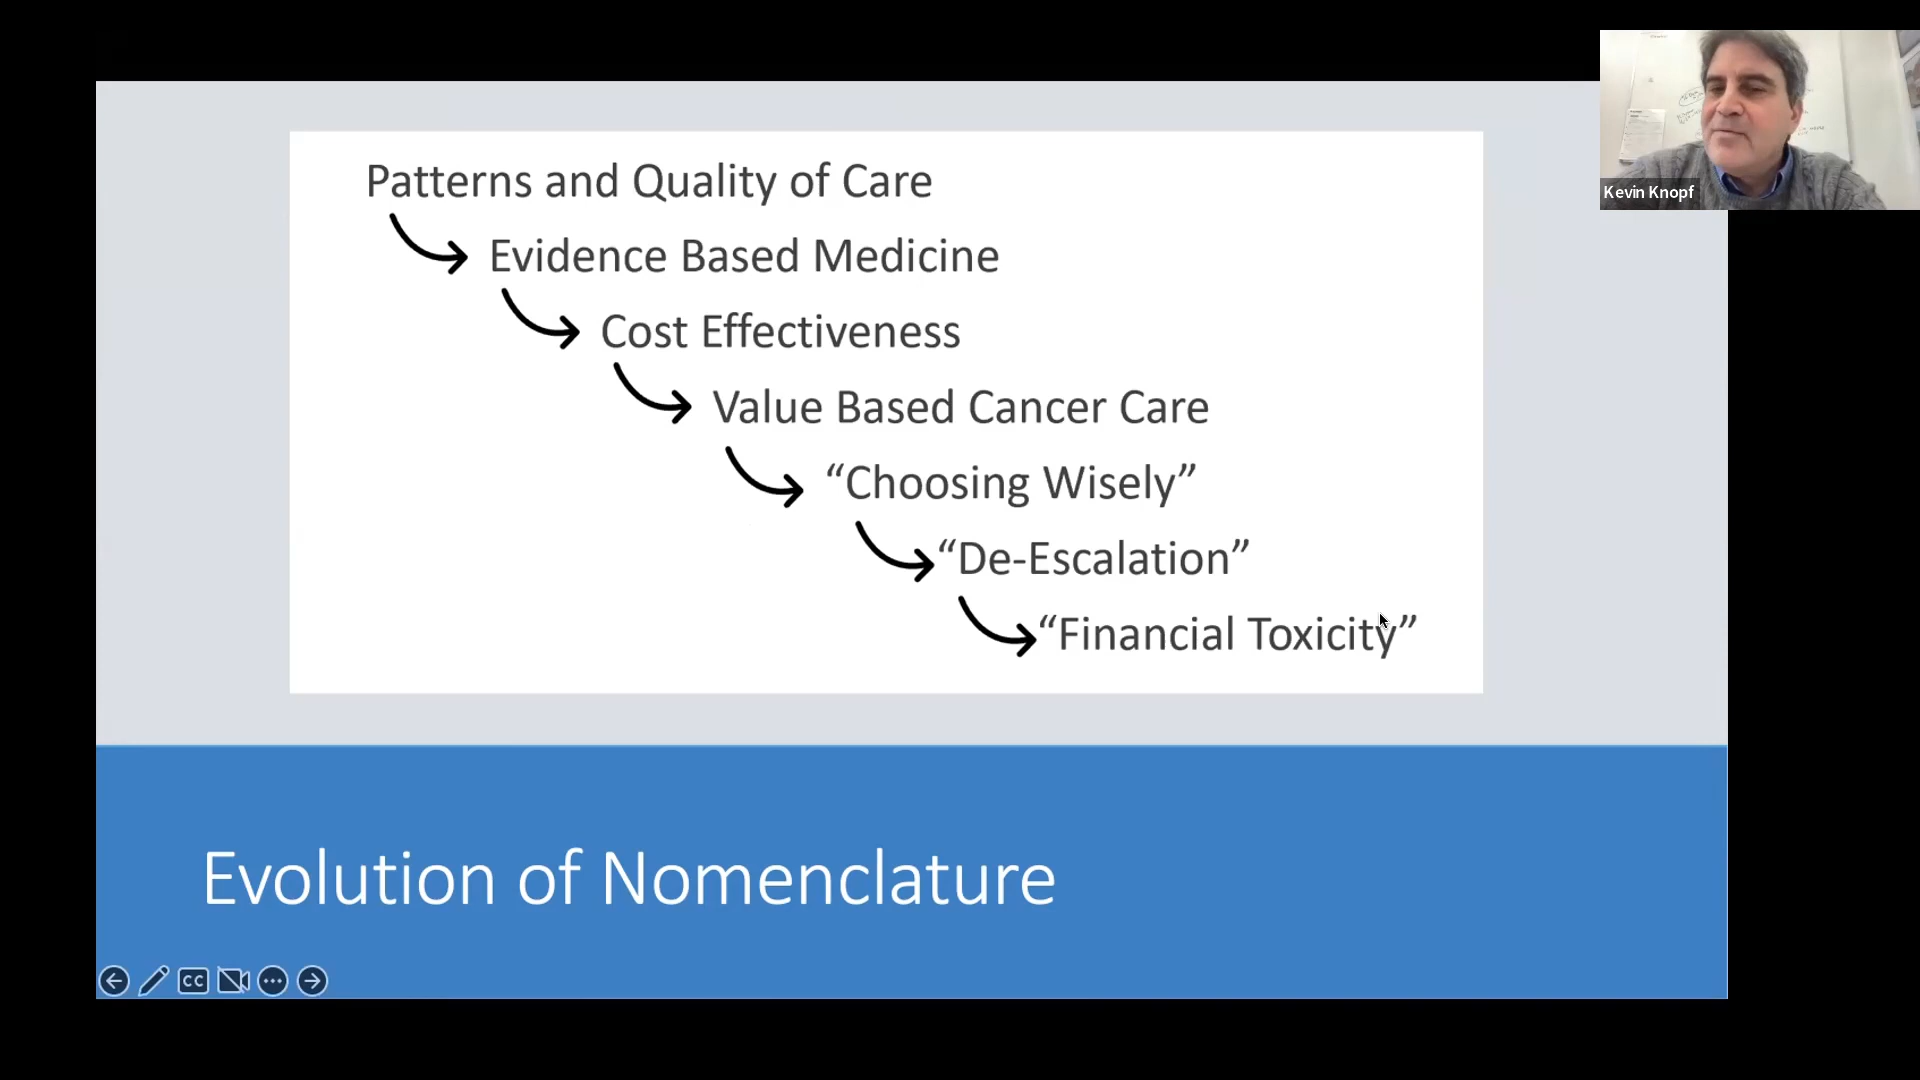 Patterns and Quality of Care
Evidence Based Medicine
Cost Effectiveness
Value Based Cancer Care
“Choosing Wisely”
“De-Escalation”
“Financial Toxicity”
Evolution of Nomenclature
CC
Kevin Knopf